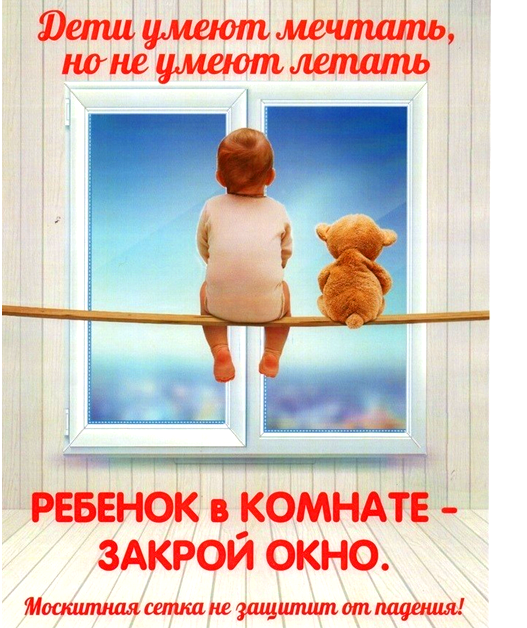 Дети умеют мечтать,
но не умеют летать
РЕБЕНОК в КОМНАТЕ –
ЗАКРОЙ ОКНО.
Москитная сетка не защитит от падения!